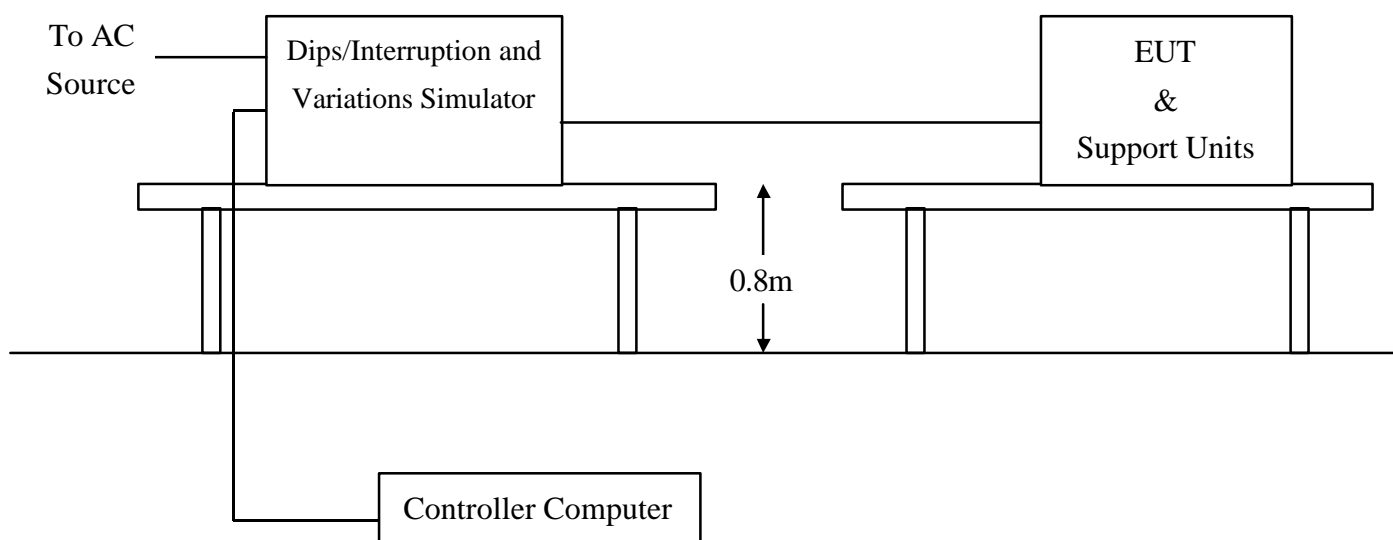 To AC
Source
Dips/Interruption and
Variations Simulator
EUT
&
Support Units
0.8m
Controller Computer